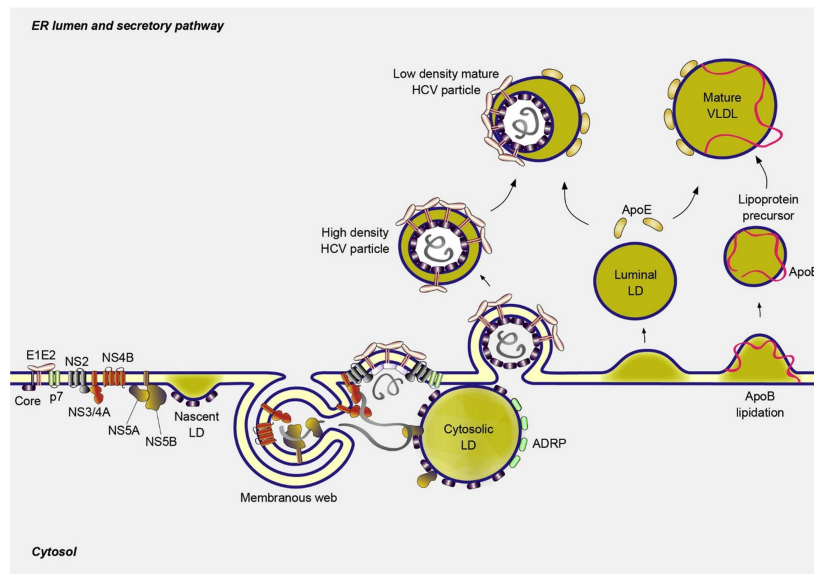 ER lumen and secretory pathway
Low density mature
HCV particle
Mature
VLDL
ApoE
Lipoprotein
precursor
High density
HCV particle
Luminal
LD
ApoB
E1E2
NS2
NS4B
Core
p7
NS3/4A
NS5A
NS5B
Nascent
LD
Membranous web
Cytosolic
LD
ADRP
ApoB
lipidation
Cytosol